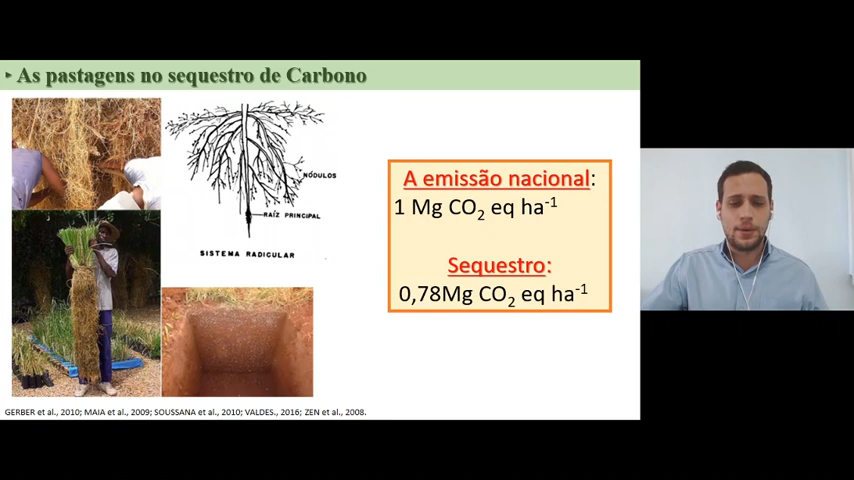 ‣ As pastagens no sequestro de Carbono
NÓDULOS
RAÍZ PRINCIPAL
SISTEMA RADICULAR
A emissão nacional:
1 Mg CO₂ eq ha⁻¹
Sequestro:
0,78Mg CO₂ eq ha⁻¹
GERBER et al., 2010; MAIA et al., 2009; SOUSSANA et al., 2010; VALDES., 2016; ZEN et al., 2008.